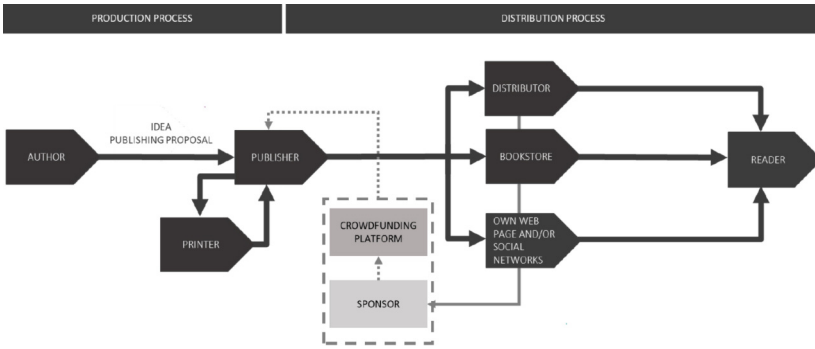 PRODUCTION PROCESS
DISTRIBUTION PROCESS
DISTRIBUTOR
IDEA
PUBLISHING PROPOSAL
AUTHOR
PUBLISHER
BOOKSTORE
READER
PRINTER
CROWDFUNDING
PLATFORM
OWN WEB
PAGE AND/OR
SOCIAL
NETWORKS
SPONSOR